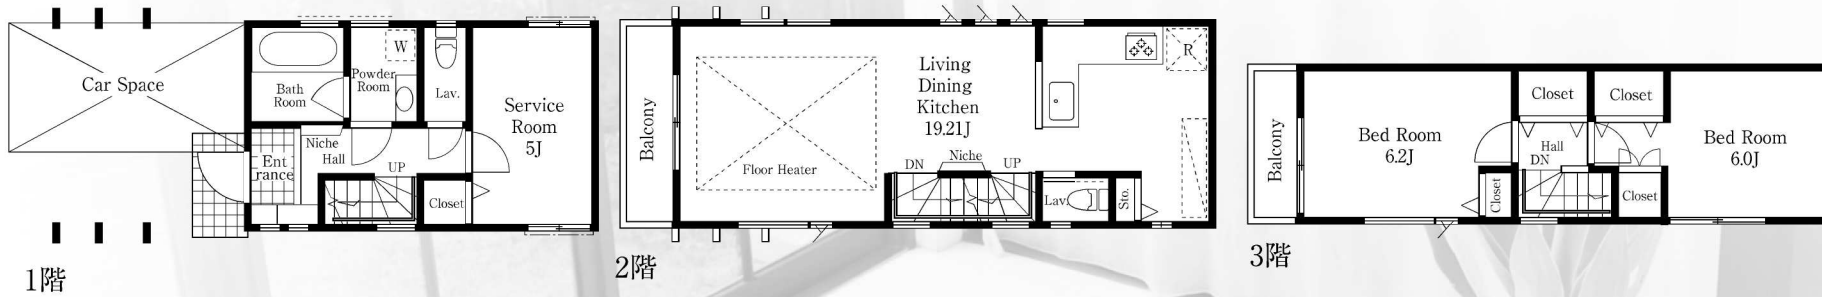 Car Space
Bath
Room
Powder
Room
W
Lav.
Service
Room
5J
Niche
Hall
UP
Ent
rance
Closet
1階
Balcony
Living
Dining
Kitchen
19.21J
R
Floor Heater
DN
Niche
UP
Lav.
Sto.
2階
Balcony
Bed Room
6.2J
Closet
Closet
Hall
DN
Bed Room
6.0J
Closet
Closet
3階